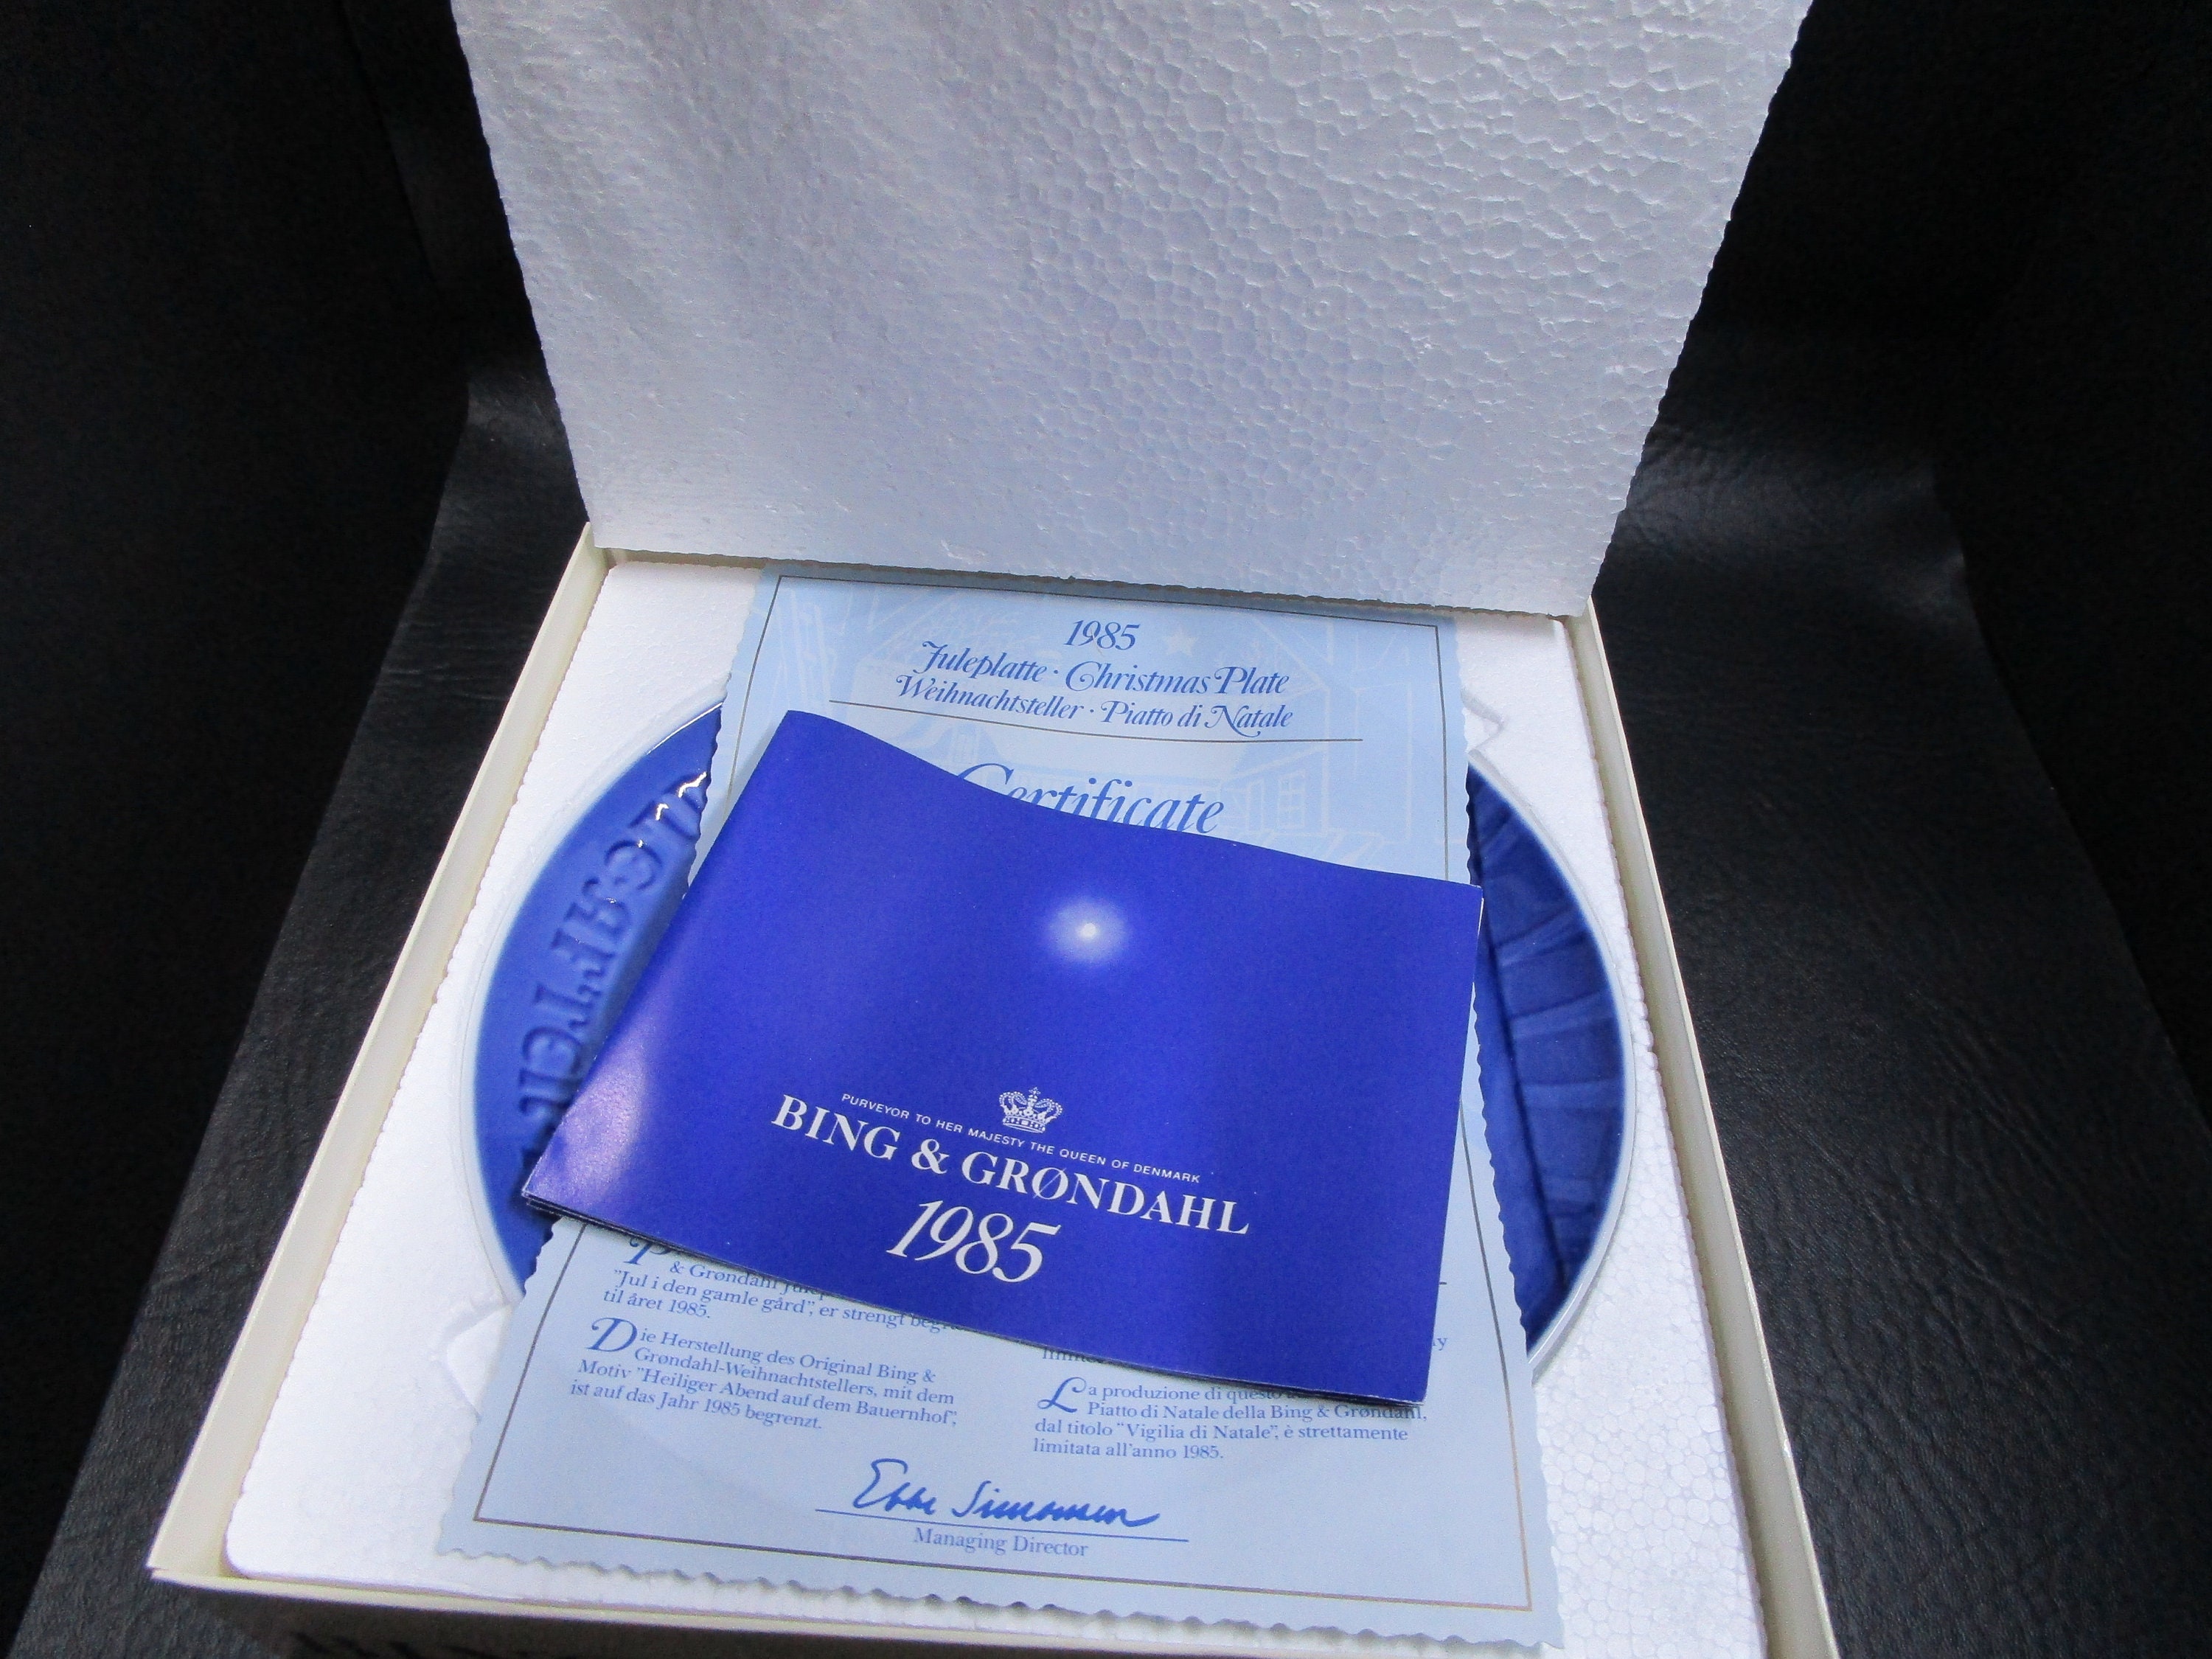 1985
Juleplatte · Christmas Plate
Weihnachtsteller · Piatto di Natale
Certificate
PURVEYOR TO HER MAJESTY THE QUEEN OF DENMARK
BING & GRØNDAHL
1985
& Grøndahl
"Jul i den gamle gård", er strengt
til året 1985.
Die Herstellung des Original Bing &
Grøndahl-Weihnachtstellers, mit dem
Motiv "Heiliger Abend auf dem Bauernhof",
ist auf das Jahr 1985 begrenzt.
La produzione di questo
Piatto di Natale della Bing & Grøndahl,
dal titolo "Vigilia di Natale", è strettamente
limitata all'anno 1985.
Ebbe Simonsen
Managing Director